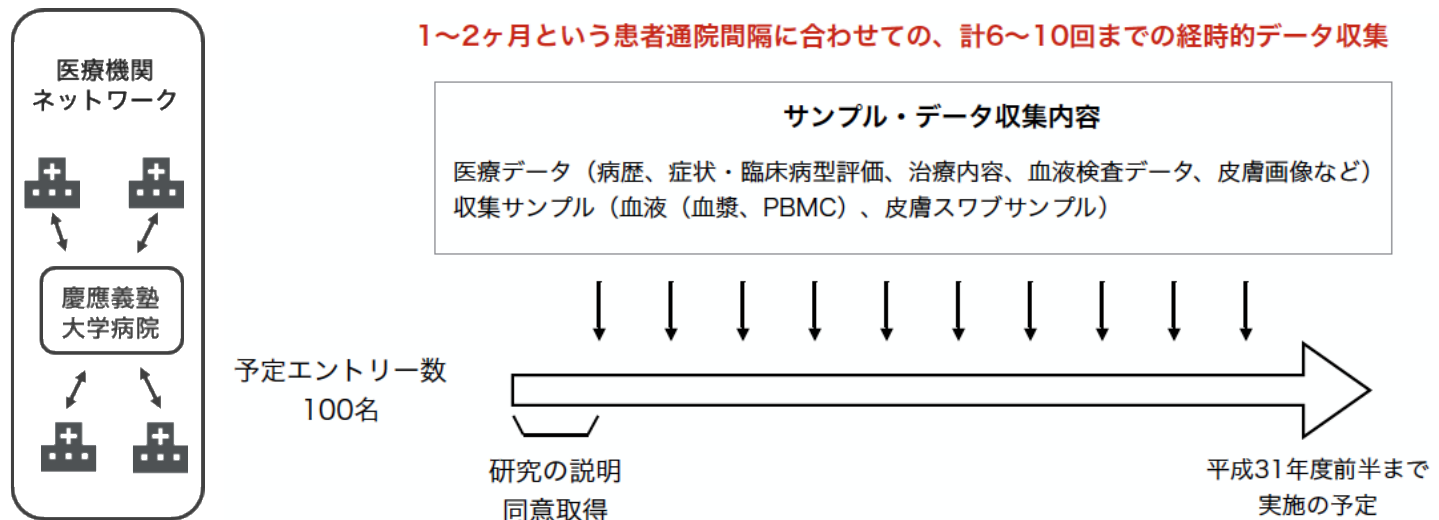 1〜2ヶ月という患者通院間隔に合わせての、計6〜10回までの経時的データ収集
医療機関
ネットワーク
慶應義塾
大学病院
サンプル・データ収集内容
医療データ（病歴、症状・臨床病型評価、治療内容、血液検査データ、皮膚画像など）
収集サンプル（血液（血漿、PBMC）、皮膚スワブサンプル）
予定エントリー数
100名
研究の説明
同意取得
平成31年度前半まで
実施の予定